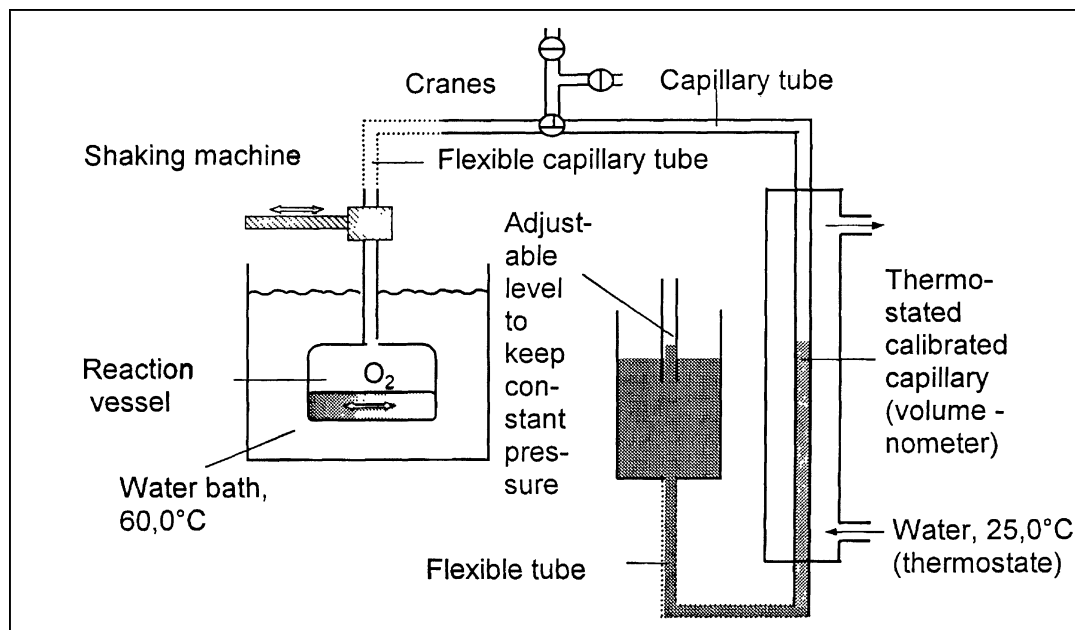 Cranes
Capillary tube
Shaking machine
Flexible capillary tube
Adjust-
able
level
to
keep
con-
stant
pres-
sure
Thermo-
stated
calibrated
capillary
(volume -
nometer)
Reaction
vessel
O₂
Water bath,
60,0°C
Flexible tube
Water, 25,0°C
(thermostate)